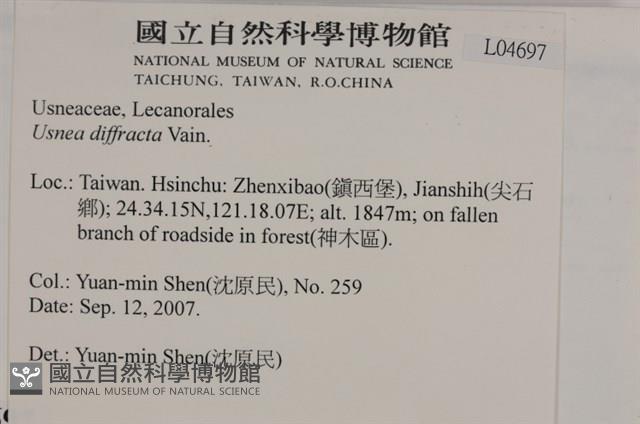 國立自然科學博物館
L04697
NATIONAL MUSEUM OF NATURAL SCIENCE
TAICHUNG, TAIWAN, R.O.CHINA
Usneaceae, Lecanorales
Usnea diffracta Vain.
Loc.: Taiwan. Hsinchu: Zhenxibao(鎮西堡), Jianshih(尖石
鄉); 24.34.15N,121.18.07E; alt. 1847m; on fallen
branch of roadside in forest(神木區).
Col.: Yuan-min Shen(沈原民), No. 259
Date: Sep. 12, 2007.
Det.: Yuan-min Shen(沈原民)
國立自然科學博物館
NATIONAL MUSEUM OF NATURAL SCIENCE